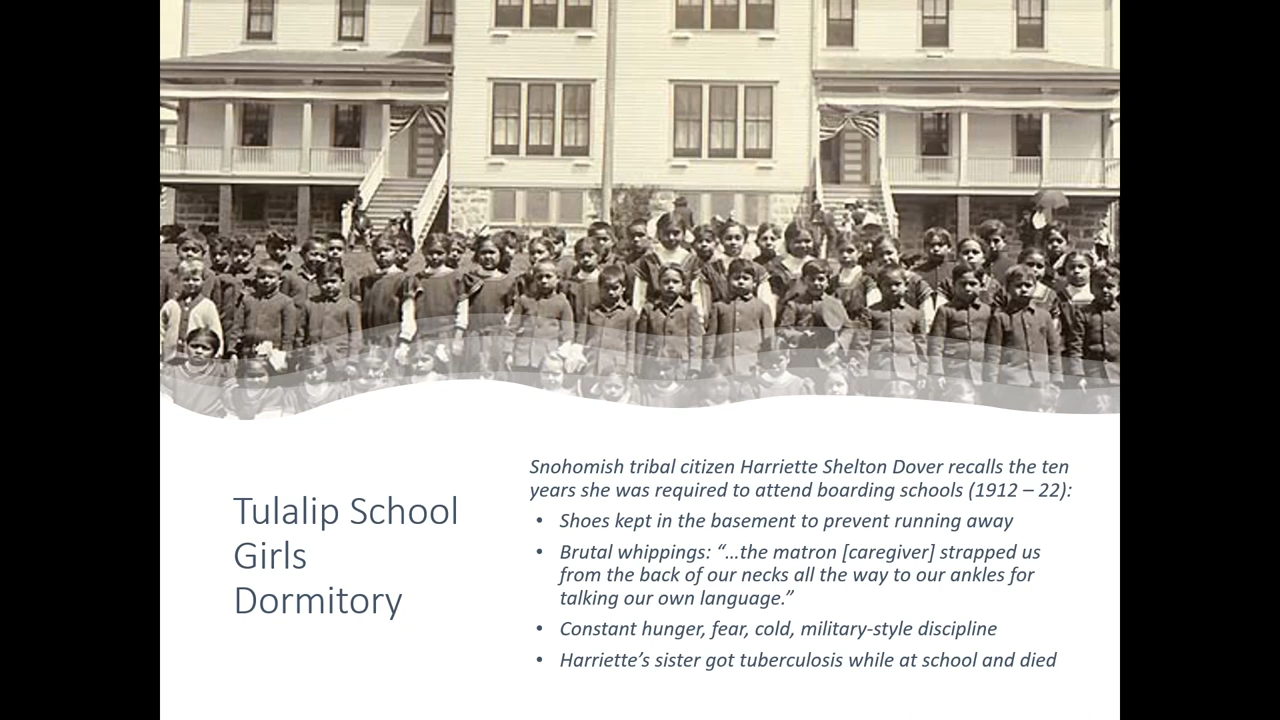 Tulalip School
Girls
Dormitory
Snohomish tribal citizen Harriette Shelton Dover recalls the ten
years she was required to attend boarding schools (1912 – 22):
• Shoes kept in the basement to prevent running away
• Brutal whippings: “…the matron [caregiver] strapped us
from the back of our necks all the way to our ankles for
talking our own language.”
• Constant hunger, fear, cold, military-style discipline
• Harriette’s sister got tuberculosis while at school and died